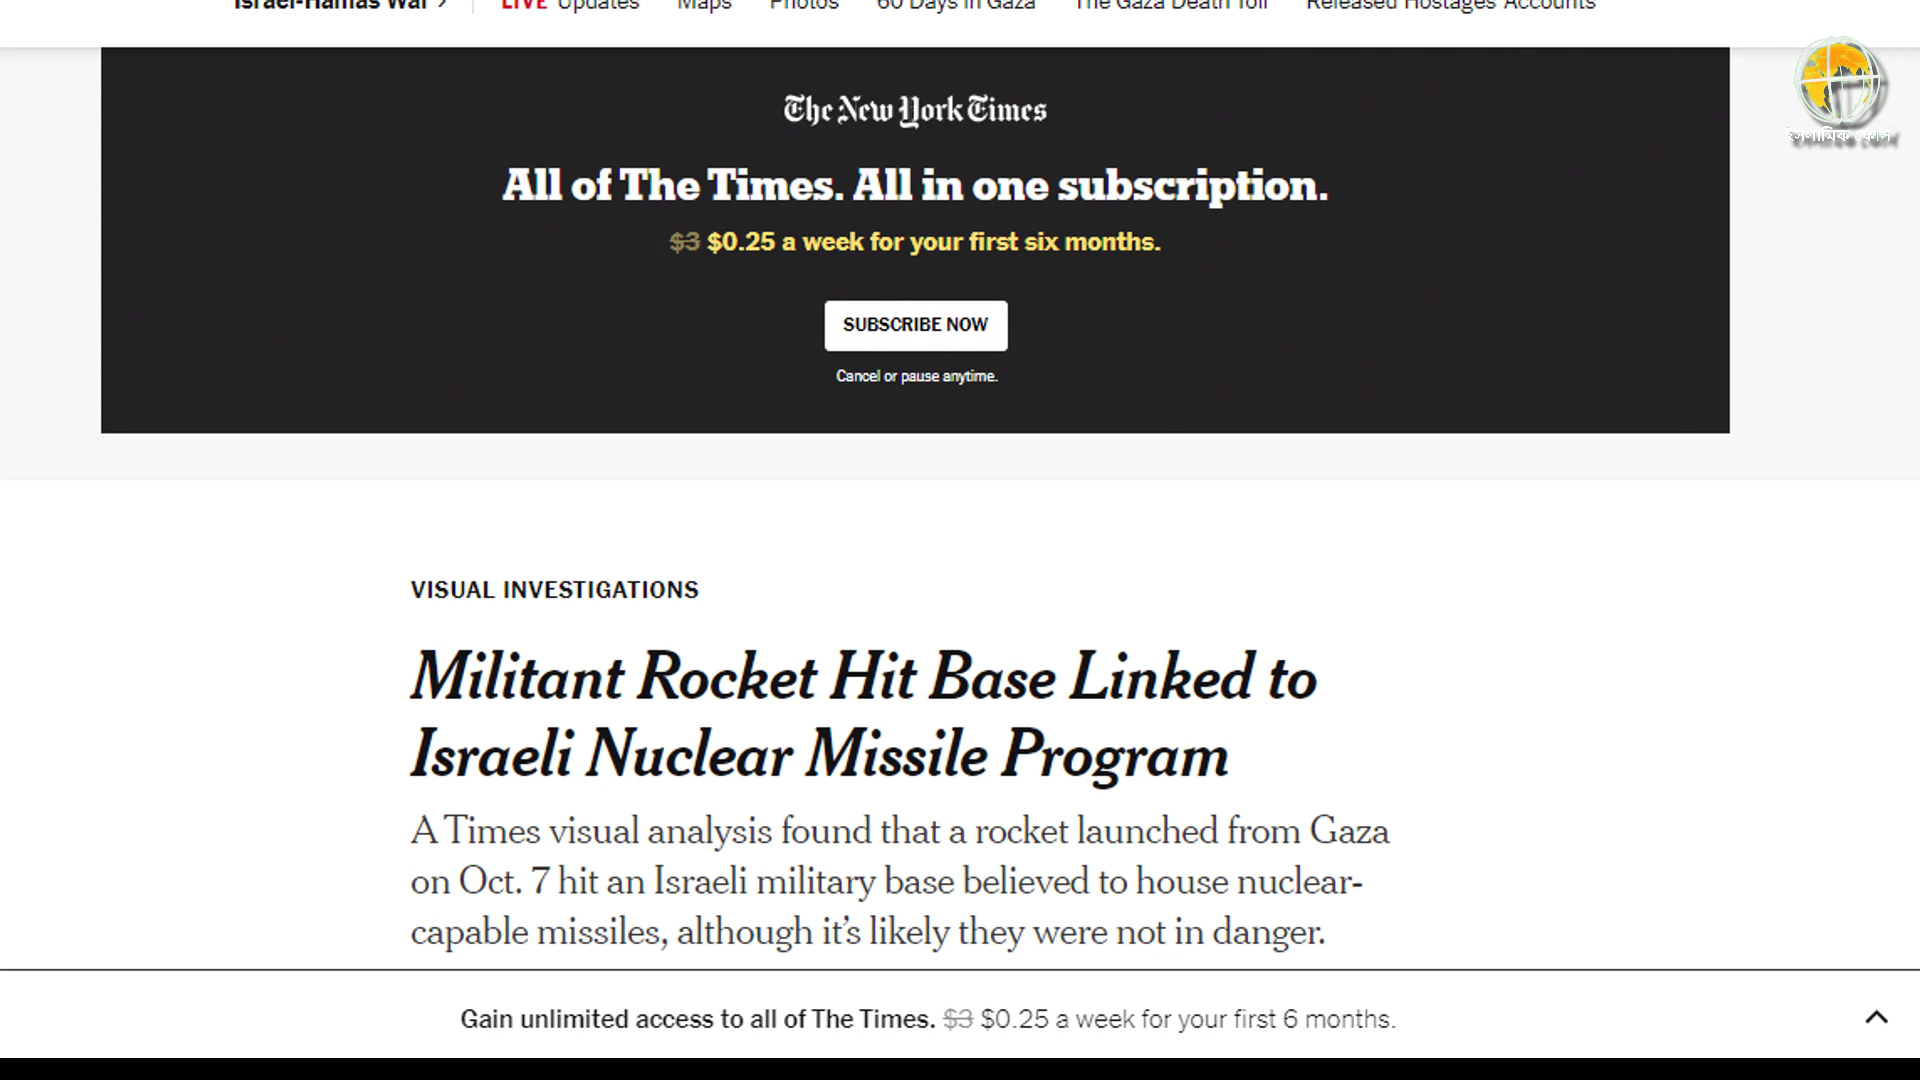 Israel-Hamas War
LIVE Updates
Maps
Photos
60 Days in Gaza
The Gaza Death Toll
Released Hostages' Accounts
ইসলামিক ফোর্স
The New York Times
All of The Times. All in one subscription.
$3 $0.25 a week for your first six months.
SUBSCRIBE NOW
Cancel or pause anytime.
VISUAL INVESTIGATIONS
Militant Rocket Hit Base Linked to
Israeli Nuclear Missile Program
A Times visual analysis found that a rocket launched from Gaza
on Oct. 7 hit an Israeli military base believed to house nuclear-
capable missiles, although it’s likely they were not in danger.
Gain unlimited access to all of The Times. $3 $0.25 a week for your first 6 months.